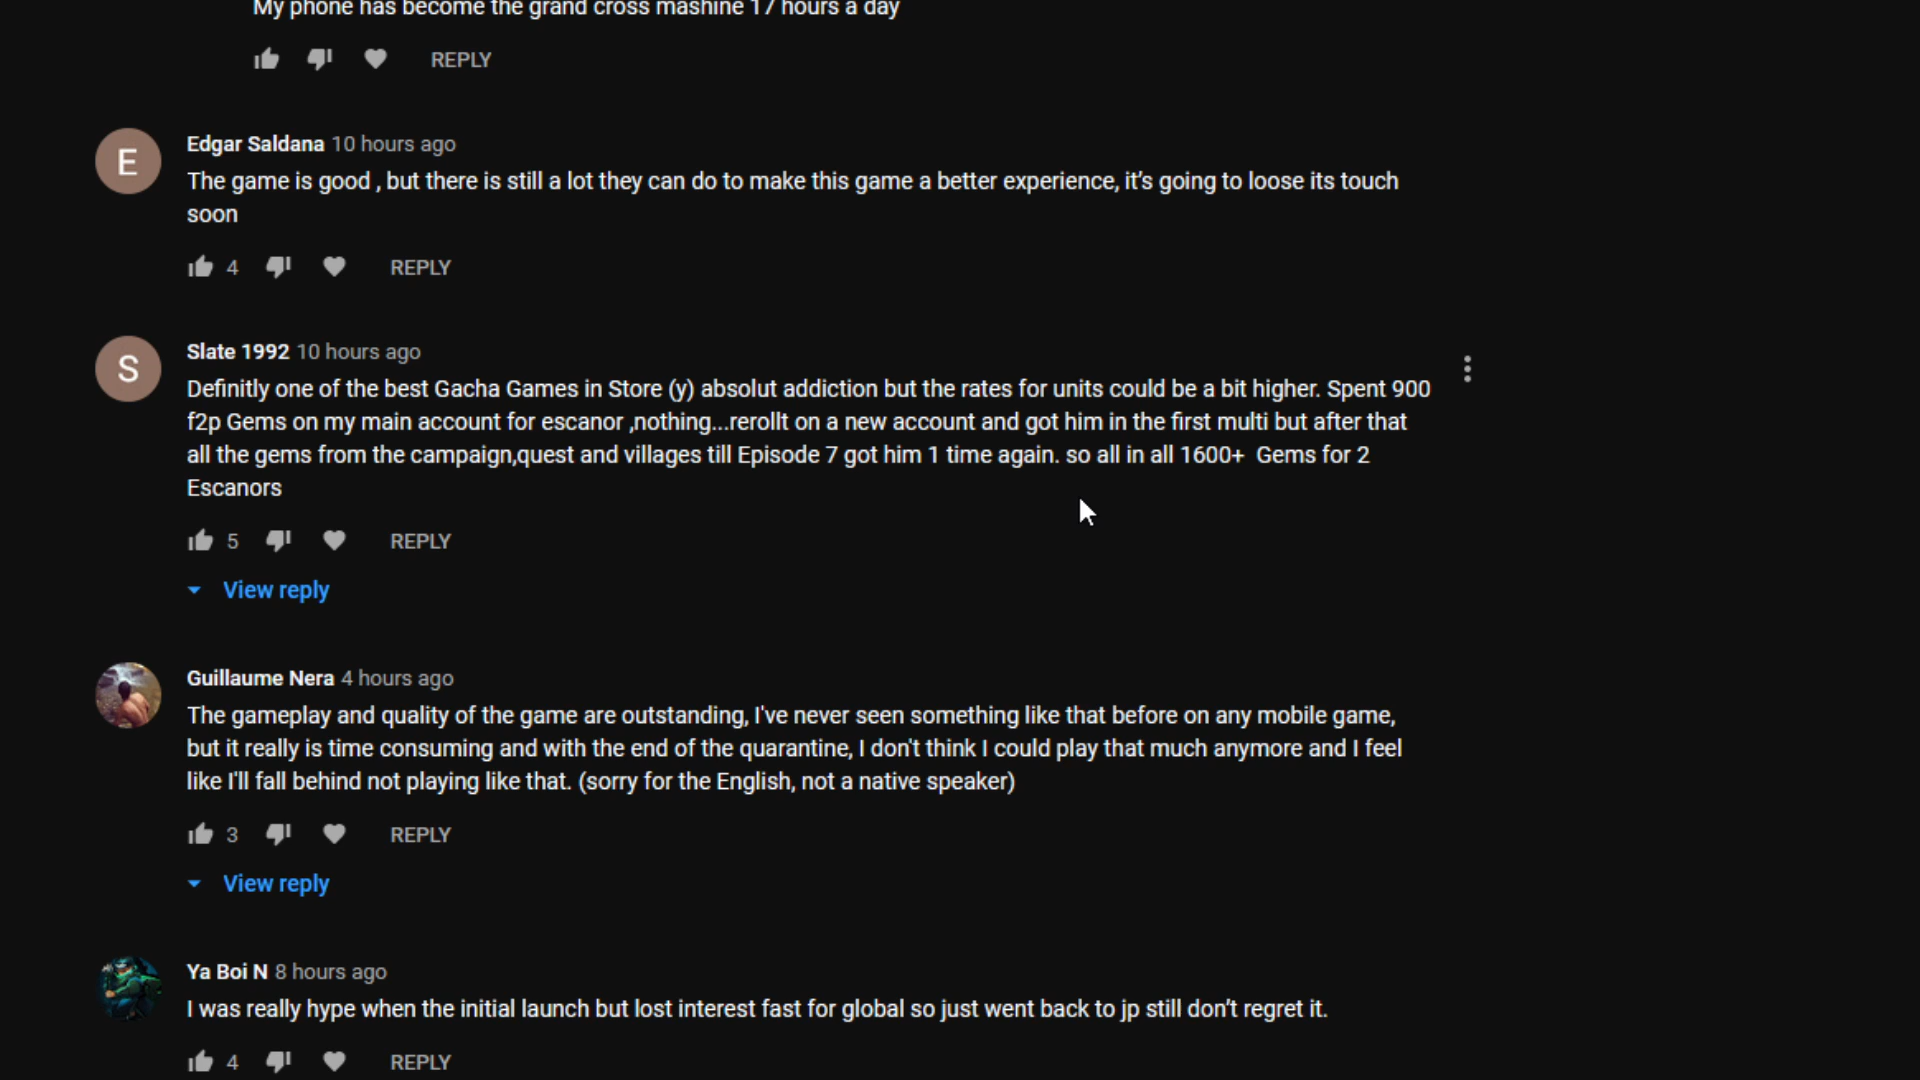 My phone has become the grand cross mashine 17 hours a day
REPLY
E
Edgar Saldana 10 hours ago
The game is good , but there is still a lot they can do to make this game a better experience, it’s going to loose its touch
soon
4 REPLY
S
Slate 1992 10 hours ago
Definitly one of the best Gacha Games in Store (y) absolut addiction but the rates for units could be a bit higher. Spent 900
f2p Gems on my main account for escanor ,nothing...rerollt on a new account and got him in the first multi but after that
all the gems from the campaign,quest and villages till Episode 7 got him 1 time again. so all in all 1600+  Gems for 2
Escanors
5 REPLY
View reply
Guillaume Nera 4 hours ago
The gameplay and quality of the game are outstanding, I've never seen something like that before on any mobile game,
but it really is time consuming and with the end of the quarantine, I don't think I could play that much anymore and I feel
like I'll fall behind not playing like that. (sorry for the English, not a native speaker)
3 REPLY
View reply
Ya Boi N 8 hours ago
I was really hype when the initial launch but lost interest fast for global so just went back to jp still don’t regret it.
4 REPLY